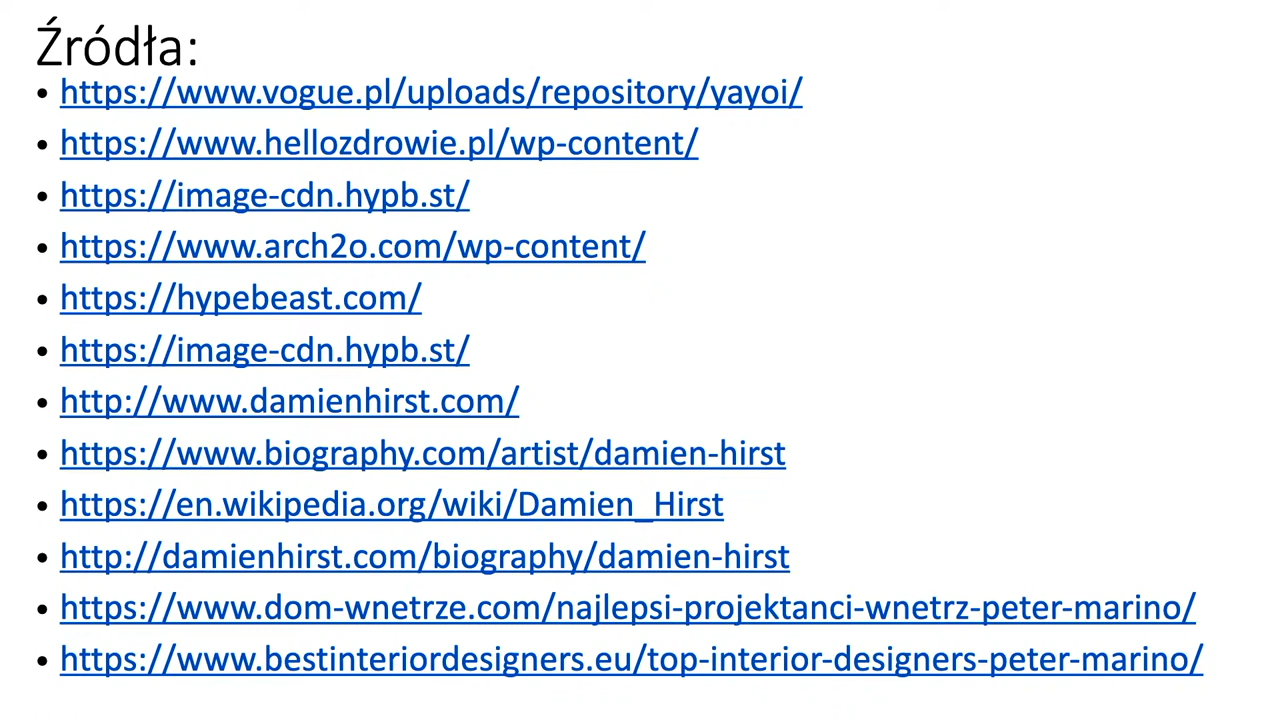 Źródła:
• https://www.vogue.pl/uploads/repository/yayoi/
• https://www.hellozdrowie.pl/wp-content/
• https://image-cdn.hypb.st/
• https://www.arch2o.com/wp-content/
• https://hypebeast.com/
• https://image-cdn.hypb.st/
• http://www.damienhirst.com/
• https://www.biography.com/artist/damien-hirst
• https://en.wikipedia.org/wiki/Damien_Hirst
• http://damienhirst.com/biography/damien-hirst
• https://www.dom-wnetrze.com/najlepsi-projektanci-wnetrz-peter-marino/
• https://www.bestinteriordesigners.eu/top-interior-designers-peter-marino/